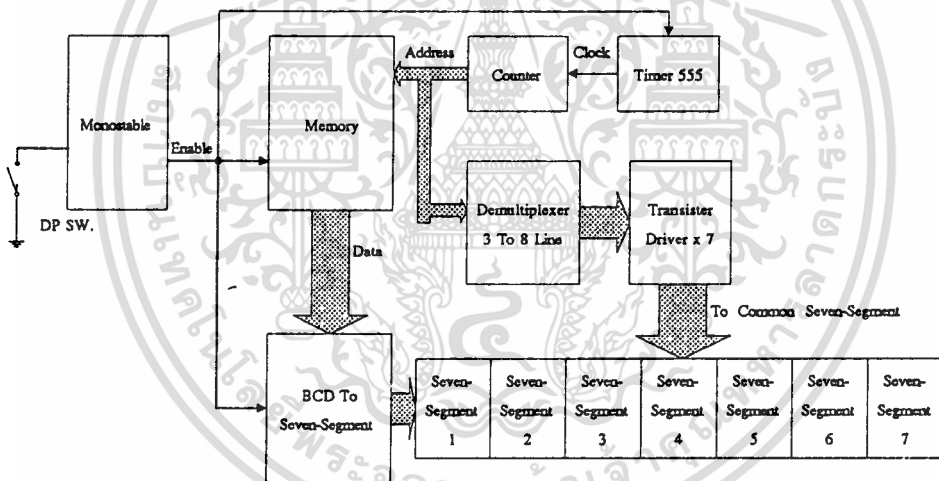 Monostable
DP SW.
Enable
Memory
Address
Counter
Clock
Timer 555
Data
Demultiplexer
3 To 8 Line
Transister
Driver x 7
To Common Seven-Segment
BCD To
Seven-Segment
Seven-
Segment
1
Seven-
Segment
2
Seven-
Segment
3
Seven-
Segment
4
Seven-
Segment
5
Seven-
Segment
6
Seven-
Segment
7